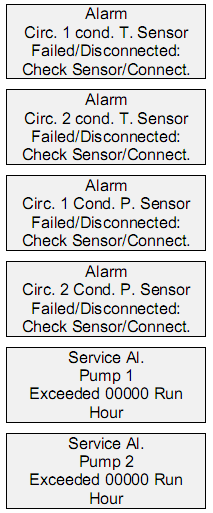 Alarm
Circ. 1 cond. T. Sensor
Failed/Disconnected:
Check Sensor/Connect.
Alarm
Circ. 2 cond. T. Sensor
Failed/Disconnected:
Check Sensor/Connect.
Alarm
Circ. 1 Cond. P. Sensor
Failed/Disconnected:
Check Sensor/Connect.
Alarm
Circ. 2 Cond. P. Sensor
Failed/Disconnected:
Check Sensor/Connect.
Service Al.
Pump 1
Exceeded 00000 Run
Hour
Service Al.
Pump 2
Exceeded 00000 Run
Hour